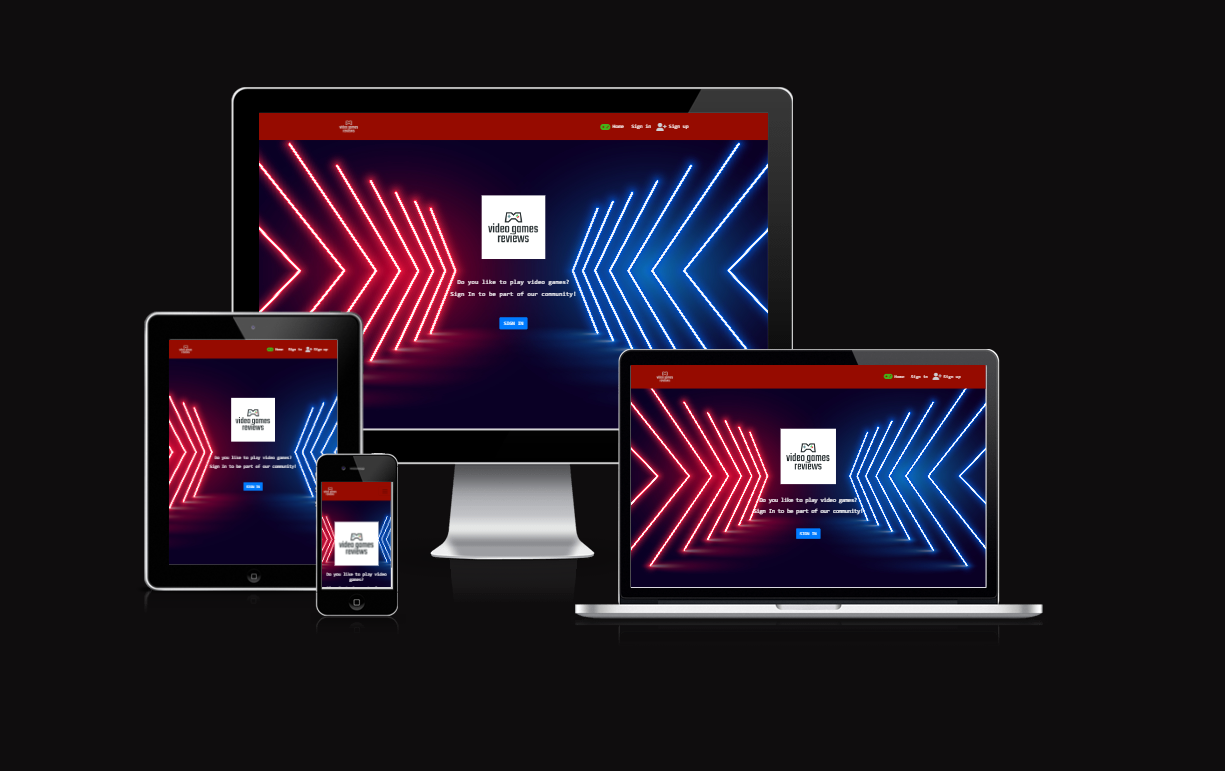 video games
reviews
Home Sign in Sign up
video games
reviews
Do you like to play video games?
Sign In to be part of our community!
SIGN IN
video games
reviews
Home Sign in Sign up
video games
reviews
Do you like to play video games?
Sign In to be part of our community!
SIGN IN
video games
reviews
Do you like to play video
games?
video games
reviews
Home Sign in Sign up
video games
reviews
Do you like to play video games?
Sign In to be part of our community!
SIGN IN